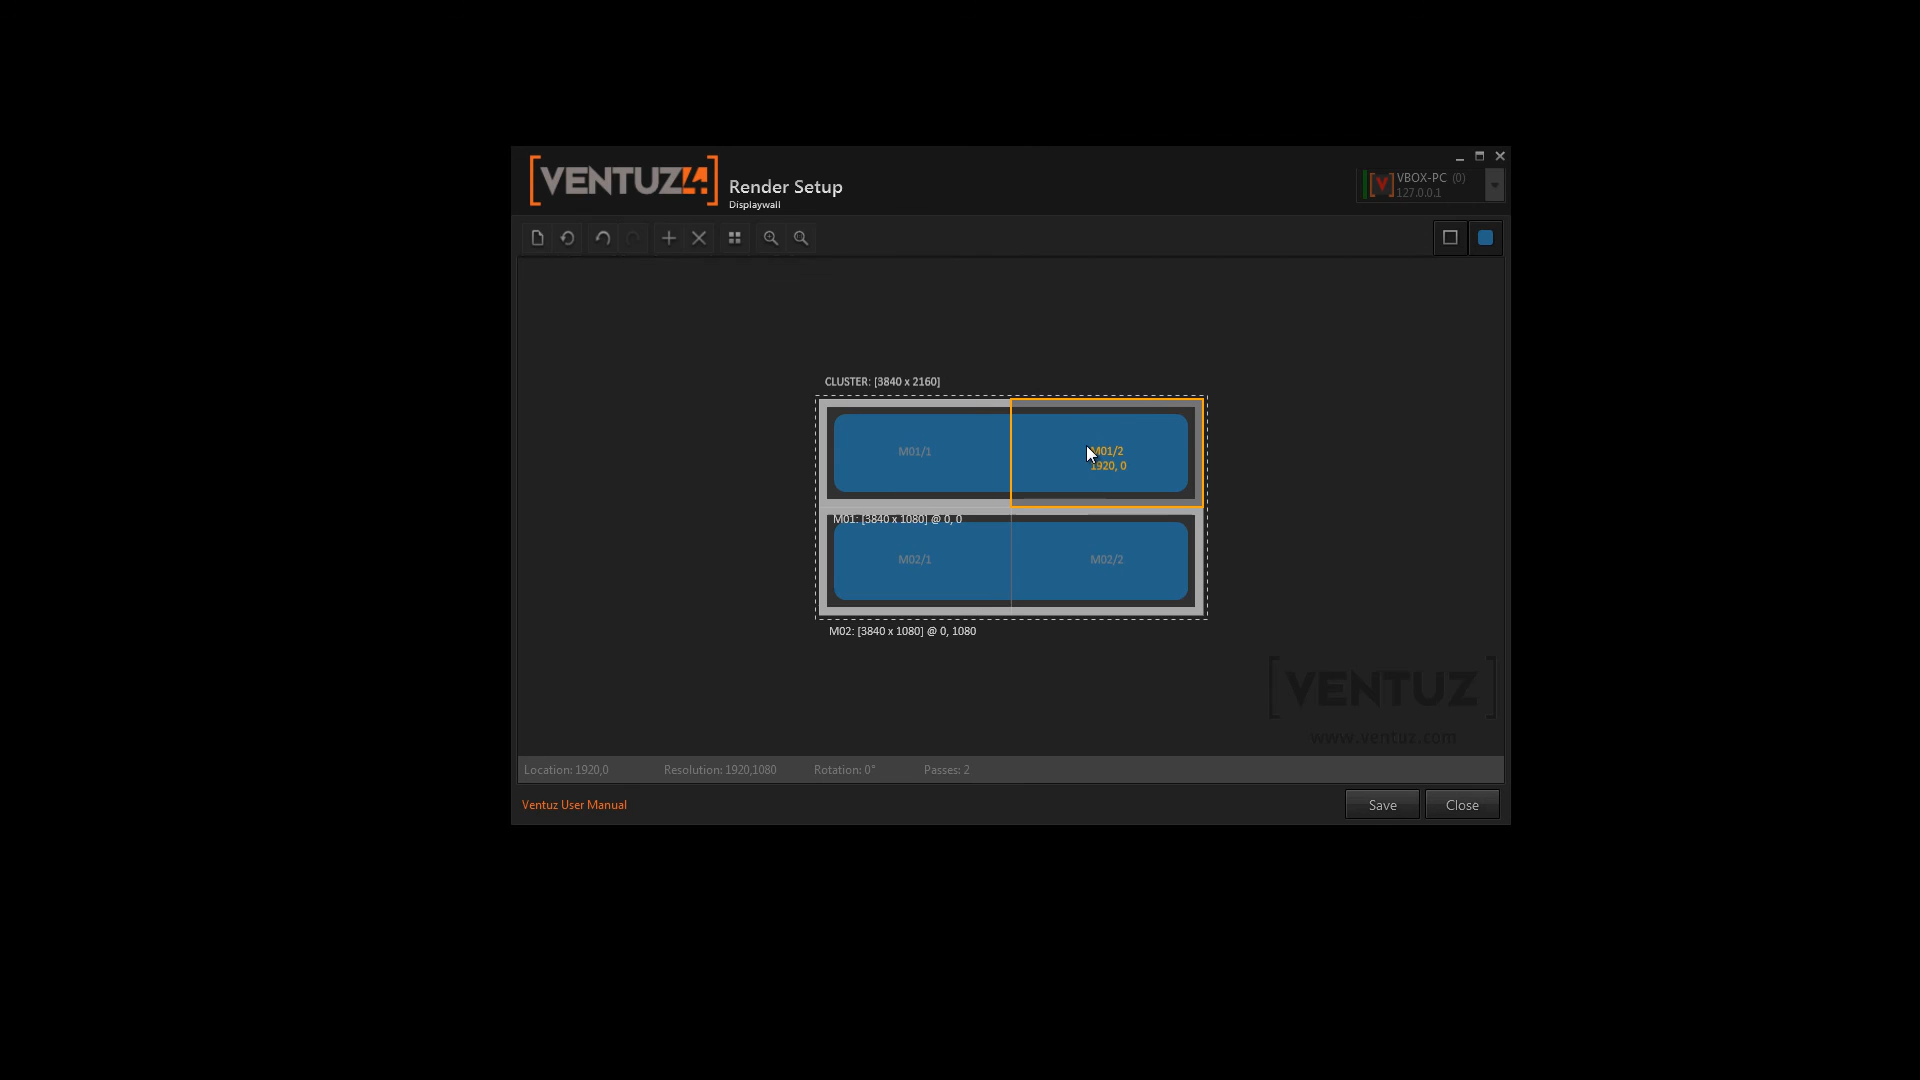 [VENTUZ4]
Render Setup
Displaywall
VBOX-PC (0)
127.0.0.1
CLUSTER: [3840 x 2160]
M01/1
M01/2
1920, 0
M01: [3840 x 1080] @ 0, 0
M02/1
M02/2
M02: [3840 x 1080] @ 0, 1080
[VENTUZ]
www.ventuz.com
Location: 1920,0
Resolution: 1920,1080
Rotation: 0°
Passes: 2
Ventuz User Manual
Save
Close